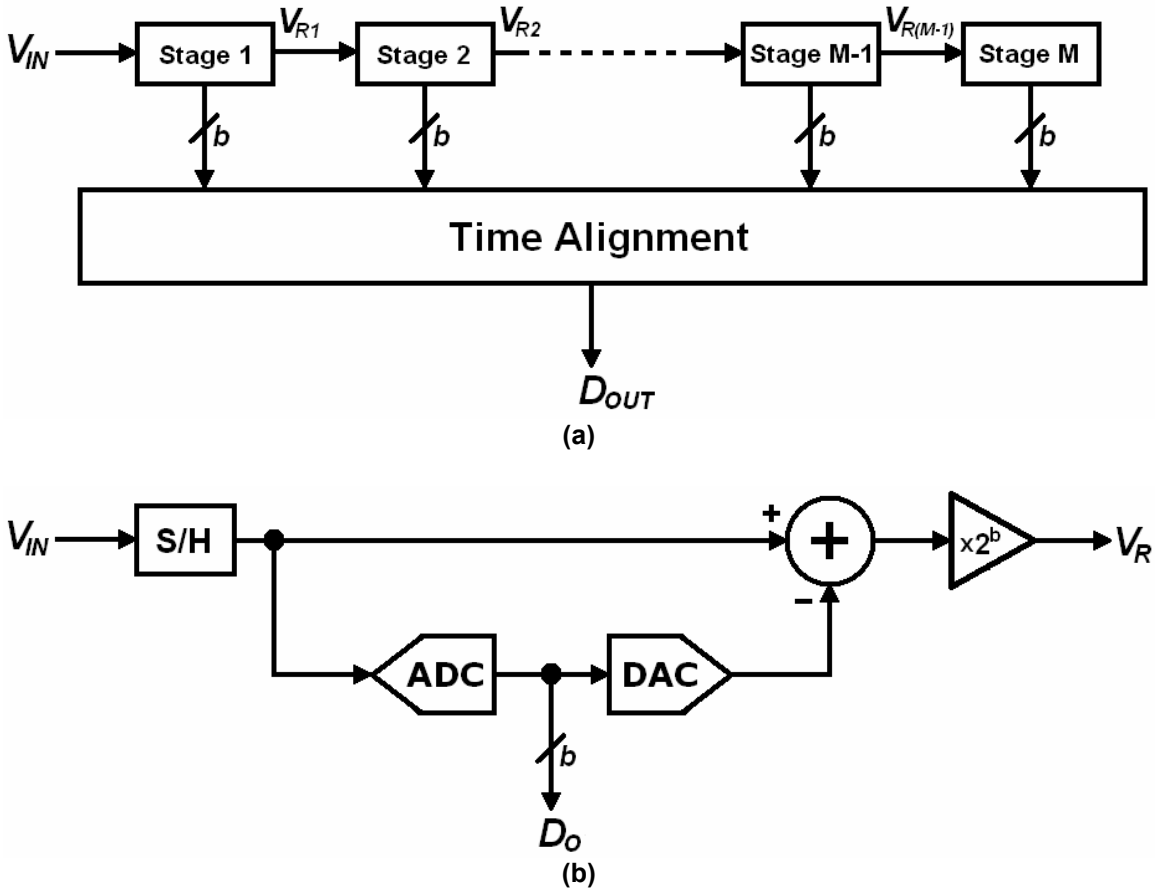 V_IN Stage 1 V_R1 Stage 2 V_R2 Stage M-1 V_R(M-1) Stage M
b b b b
Time Alignment
D_OUT
(a)
V_IN S/H + + − ×2^b V_R
ADC DAC
b
D_O
(b)